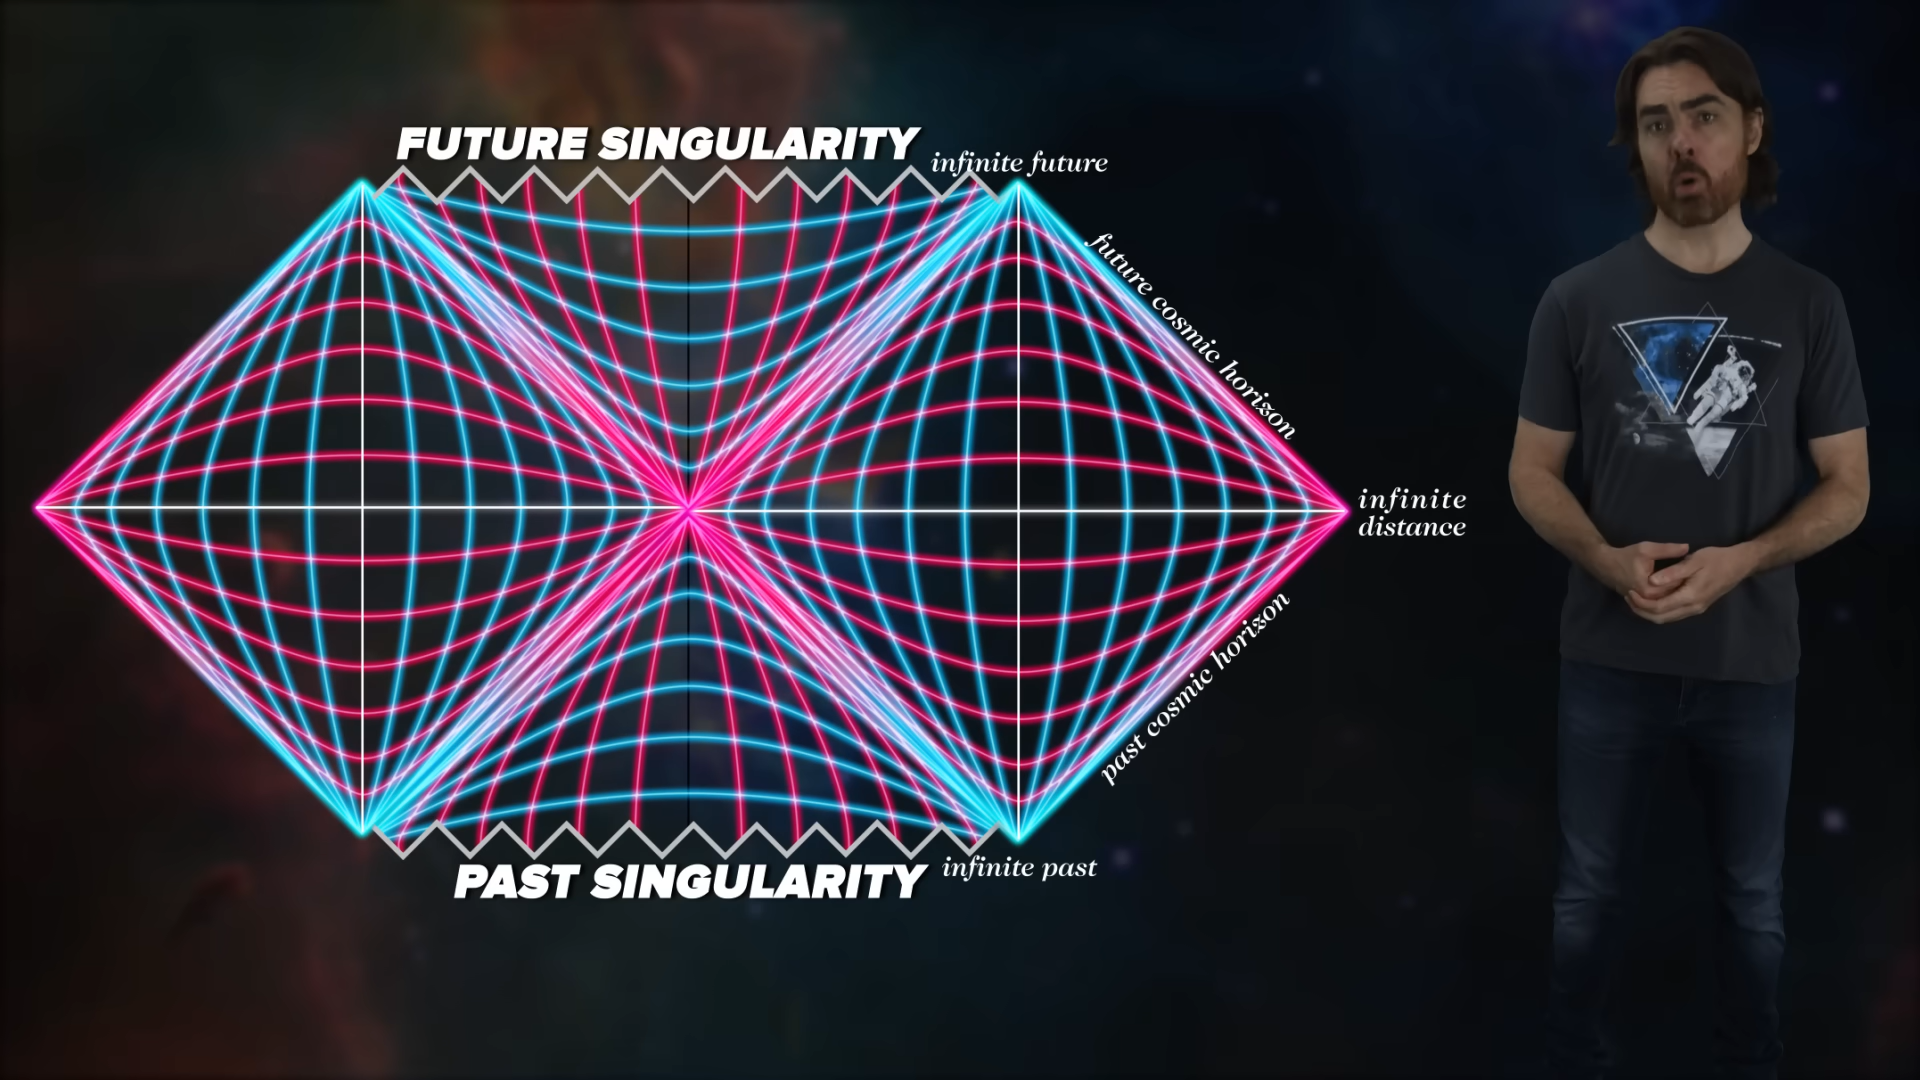 FUTURE SINGULARITY
infinite future
future cosmic horizon
infinite
distance
past cosmic horizon
PAST SINGULARITY
infinite past